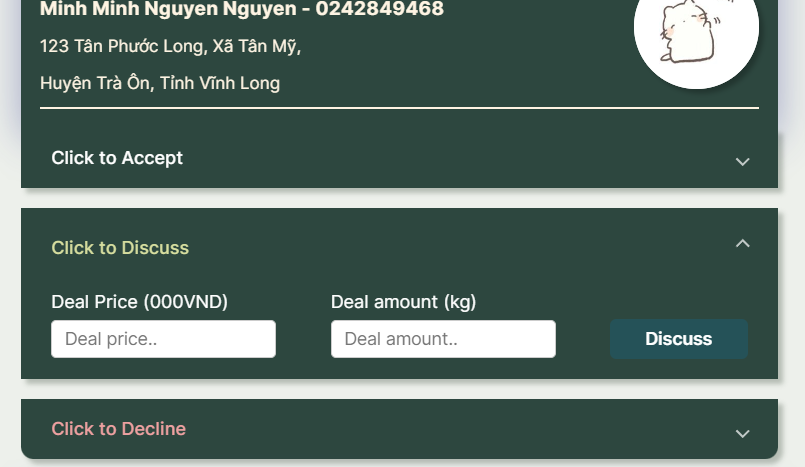 Minh Minh Nguyen Nguyen - 0242849468
123 Tân Phước Long, Xã Tân Mỹ,
Huyện Trà Ôn, Tỉnh Vĩnh Long
Click to Accept
Click to Discuss
Deal Price (000VND)
Deal amount (kg)
Deal price..
Deal amount..
Discuss
Click to Decline